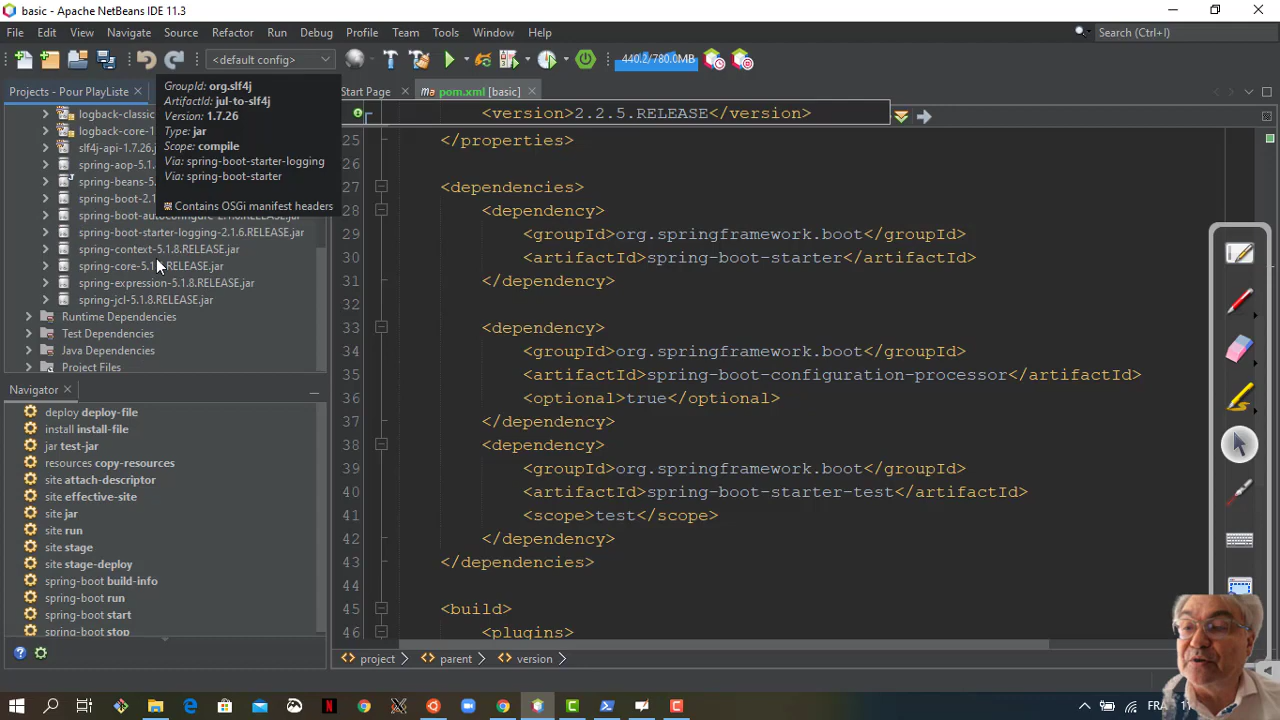 basic - Apache NetBeans IDE 11.3
File Edit View Navigate Source Refactor Run Debug Profile Team Tools Window Help
Search (Ctrl+I)
<default config>
440.2/780.0MB
Projects - Pour PlayListe
Start Page
pom.xml [basic]
GroupId: org.slf4j
ArtifactId: jul-to-slf4j
Version: 1.7.26
Type: jar
Scope: compile
Via: spring-boot-starter-logging
Via: spring-boot-starter
Contains OSGi manifest headers
logback-classic
logback-core-1
slf4j-api-1.7.26.j
spring-aop-5.1.
spring-beans-5.
spring-boot-2.1
spring-boot-autoconfigure-2.1.6.RELEASE.jar
spring-boot-starter-logging-2.1.6.RELEASE.jar
spring-context-5.1.8.RELEASE.jar
spring-core-5.1.8.RELEASE.jar
spring-expression-5.1.8.RELEASE.jar
spring-jcl-5.1.8.RELEASE.jar
Runtime Dependencies
Test Dependencies
Java Dependencies
Project Files
Navigator
deploy deploy-file
install install-file
jar test-jar
resources copy-resources
site attach-descriptor
site effective-site
site jar
site run
site stage
site stage-deploy
spring-boot build-info
spring-boot run
spring-boot start
spring-boot stop
<version>2.2.5.RELEASE</version>
25 </properties>
26
27 <dependencies>
28 <dependency>
29 <groupId>org.springframework.boot</groupId>
30 <artifactId>spring-boot-starter</artifactId>
31 </dependency>
32
33 <dependency>
34 <groupId>org.springframework.boot</groupId>
35 <artifactId>spring-boot-configuration-processor</artifactId>
36 <optional>true</optional>
37 </dependency>
38 <dependency>
39 <groupId>org.springframework.boot</groupId>
40 <artifactId>spring-boot-starter-test</artifactId>
41 <scope>test</scope>
42 </dependency>
43 </dependencies>
44
45 <build>
46 <plugins>
project parent version
FRA